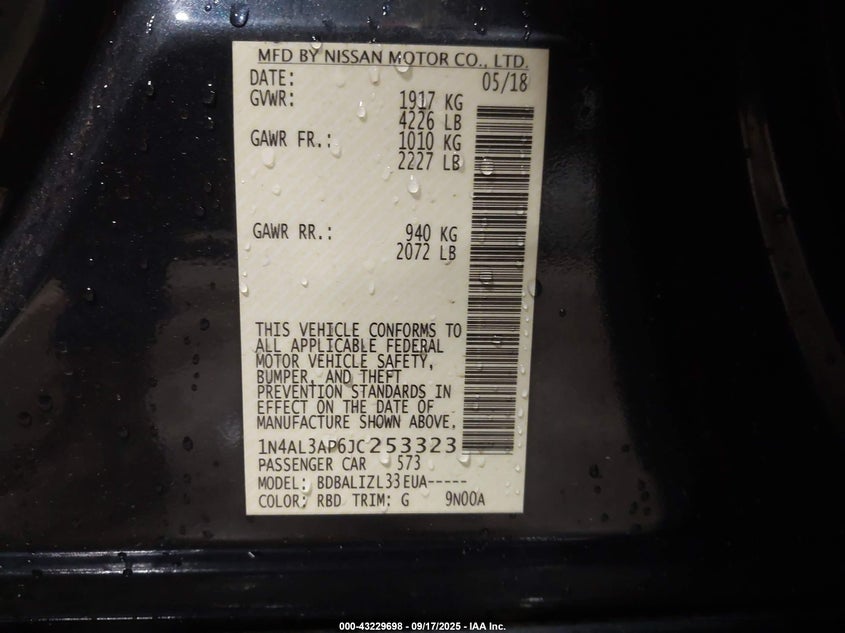 MFD BY NISSAN MOTOR CO., LTD.
DATE: 05/18
GVWR: 1917 KG
4226 LB
GAWR FR.: 1010 KG
2227 LB
GAWR RR.: 940 KG
2072 LB
THIS VEHICLE CONFORMS TO
ALL APPLICABLE FEDERAL
MOTOR VEHICLE SAFETY,
BUMPER, AND THEFT
PREVENTION STANDARDS IN
EFFECT ON THE DATE OF
MANUFACTURE SHOWN ABOVE.
1N4AL3AP6JC253323
PASSENGER CAR 573
MODEL: BDBALIZL33EUA-----
COLOR: RBD TRIM: G 9N00A
000-43229698 - 09/17/2025 - IAA Inc.